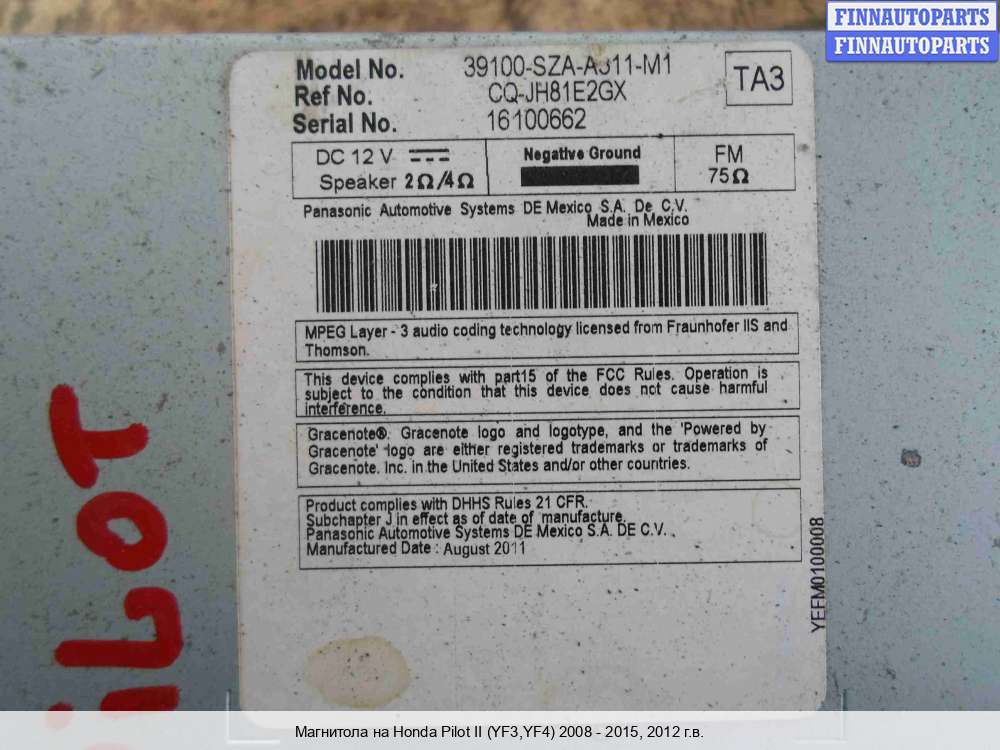 FINNAUTOPARTS
FINNAUTOPARTS
Model No. 39100-SZA-A311-M1
Ref No. CQ-JH81E2GX
Serial No. 16100662
TA3
DC 12 V
Speaker 2Ω/4Ω
Negative Ground
FM
75Ω
Panasonic Automotive Systems DE Mexico S.A. De C.V.
Made in Mexico
MPEG Layer - 3 audio coding technology licensed from Fraunhofer IIS and
Thomson.
This device complies with part15 of the FCC Rules. Operation is
subject to the condition that this device does not cause harmful
interference.
Gracenote®. Gracenote logo and logotype, and the 'Powered by
Gracenote' logo are either registered trademarks or trademarks of
Gracenote. Inc. in the United States and/or other countries.
Product complies with DHHS Rules 21 CFR.
Subchapter J in effect as of date of manufacture.
Panasonic Automotive Systems DE Mexico S.A. DE C.V.
Manufactured Date : August 2011
YEFM0100008
PiLOT
Магнитола на Honda Pilot II (YF3,YF4) 2008 - 2015, 2012 г.в.